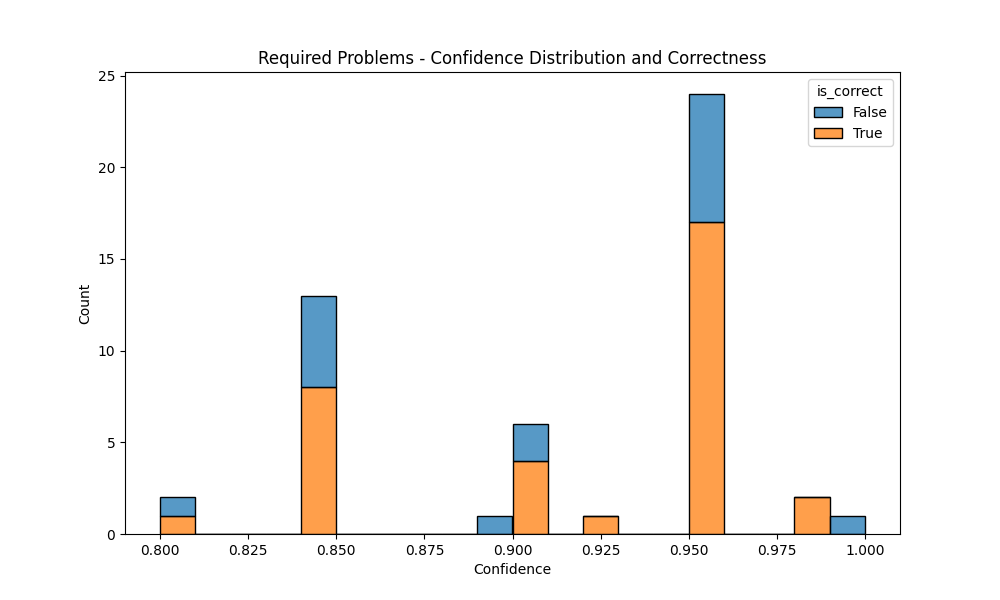 Required Problems - Confidence Distribution and Correctness
is_correct
False
True
25
20
15
10
5
0
Count
0.800 0.825 0.850 0.875 0.900 0.925 0.950 0.975 1.000
Confidence